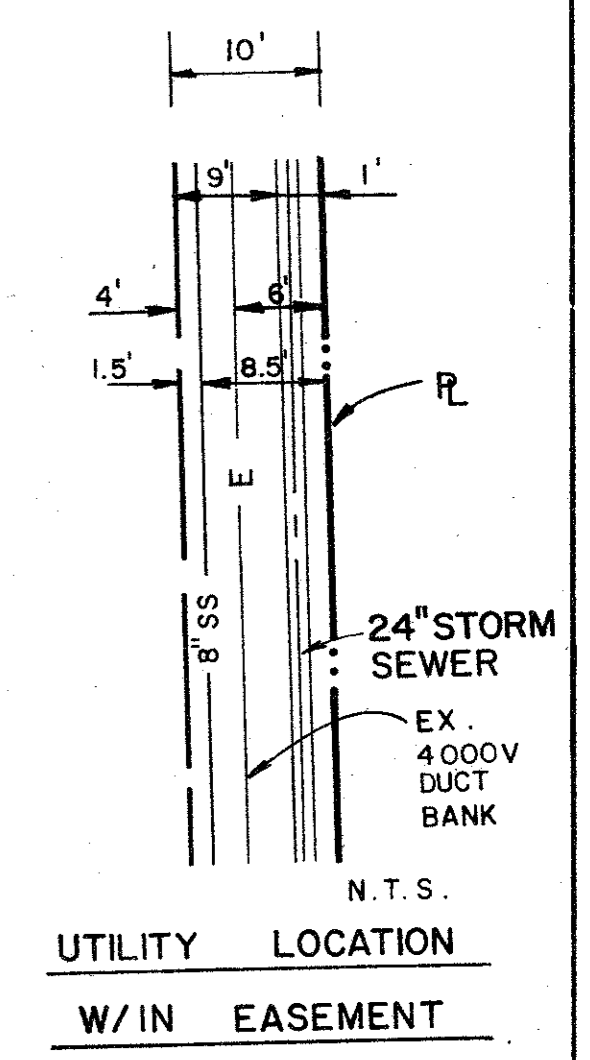 10'
9' 1'
4' 6'
1.5' 8.5'
PL
E
8" SS
24" STORM
SEWER
EX.
4000V
DUCT
BANK
N.T.S.
UTILITY LOCATION
W/IN EASEMENT